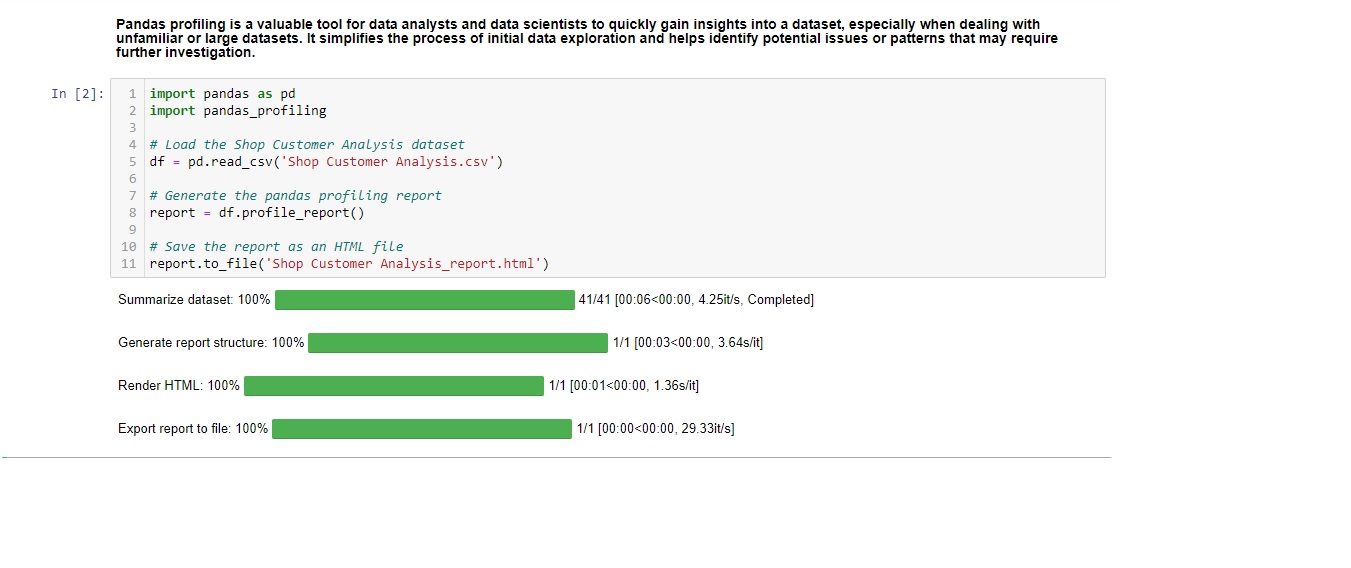 Pandas profiling is a valuable tool for data analysts and data scientists to quickly gain insights into a dataset, especially when dealing with
unfamiliar or large datasets. It simplifies the process of initial data exploration and helps identify potential issues or patterns that may require
further investigation.
In [2]:
1 import pandas as pd
2 import pandas_profiling
3
4 # Load the Shop Customer Analysis dataset
5 df = pd.read_csv('Shop Customer Analysis.csv')
6
7 # Generate the pandas profiling report
8 report = df.profile_report()
9
10 # Save the report as an HTML file
11 report.to_file('Shop Customer Analysis_report.html')
Summarize dataset: 100% 41/41 [00:06<00:00, 4.25it/s, Completed]
Generate report structure: 100% 1/1 [00:03<00:00, 3.64s/it]
Render HTML: 100% 1/1 [00:01<00:00, 1.36s/it]
Export report to file: 100% 1/1 [00:00<00:00, 29.33it/s]